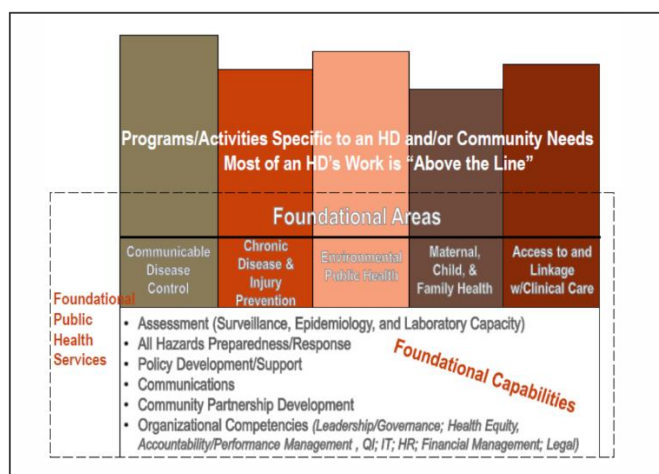 Programs/Activities Specific to an HD and/or Community Needs
Most of an HD's Work is “Above the Line”
Foundational Areas
Communicable
Disease
Control
Chronic
Disease &
Injury
Prevention
Environmental
Public Health
Maternal,
Child, &
Family Health
Access to and
Linkage
w/Clinical Care
Foundational
Public
Health
Services
• Assessment (Surveillance, Epidemiology, and Laboratory Capacity)
• All Hazards Preparedness/Response
• Policy Development/Support
• Communications
• Community Partnership Development
• Organizational Competencies (Leadership/Governance; Health Equity,
Accountability/Performance Management , QI; IT; HR; Financial Management; Legal)
Foundational Capabilities